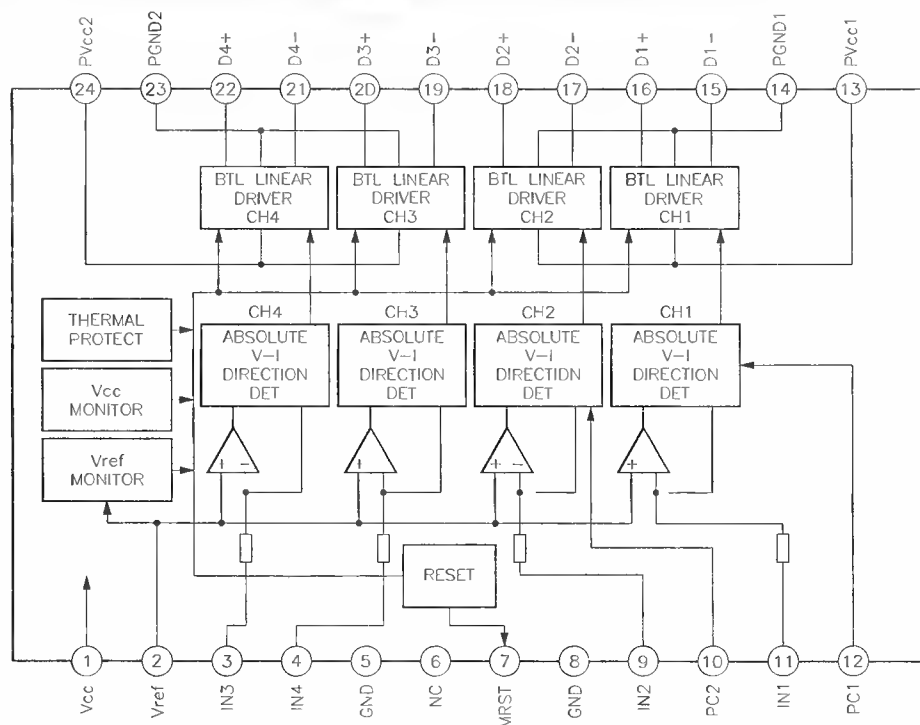 PVcc2
PGND2
D4+
D4-
D3+
D3-
D2+
D2-
D1+
D1-
PGND1
PVcc1
24
23
22
21
2D
19
18
17
16
15
14
13
BTL LINEAR
DRIVER
CH4
BTL LINEAR
DRIVER
CH3
BTL LINEAR
DRIVER
CH2
BTL LINEAR
DRIVER
CH1
THERMAL
PROTECT
Vcc
MONITOR
Vref
MONITOR
CH4
ABSOLUTE
V-I
DIRECTION
DET
CH3
ABSOLUTE
V-I
DIRECTION
DET
CH2
ABSOLUTE
V-I
DIRECTIDN
DET
CH1
ABSOLUTE
V-I
DIRECTION
DET
+ -
+
+ -
+
RESET
1
2
3
4
5
6
7
8
9
10
11
12
Vcc
Vref
IN3
IN4
GND
NC
MRST
GND
IN2
PC2
IN1
PC1